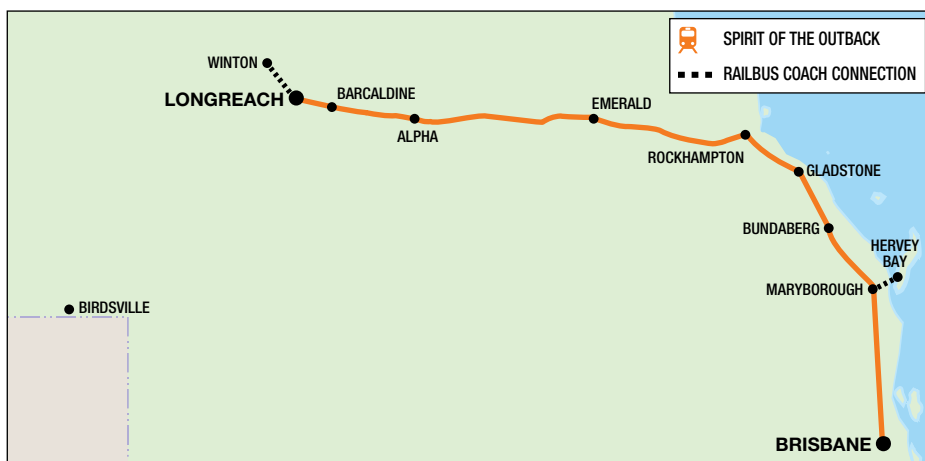 SPIRIT OF THE OUTBACK
RAILBUS COACH CONNECTION
WINTON
LONGREACH
BARCALDINE
ALPHA
EMERALD
ROCKHAMPTON
GLADSTONE
BUNDABERG
HERVEY
BAY
MARYBOROUGH
BIRDSVILLE
BRISBANE